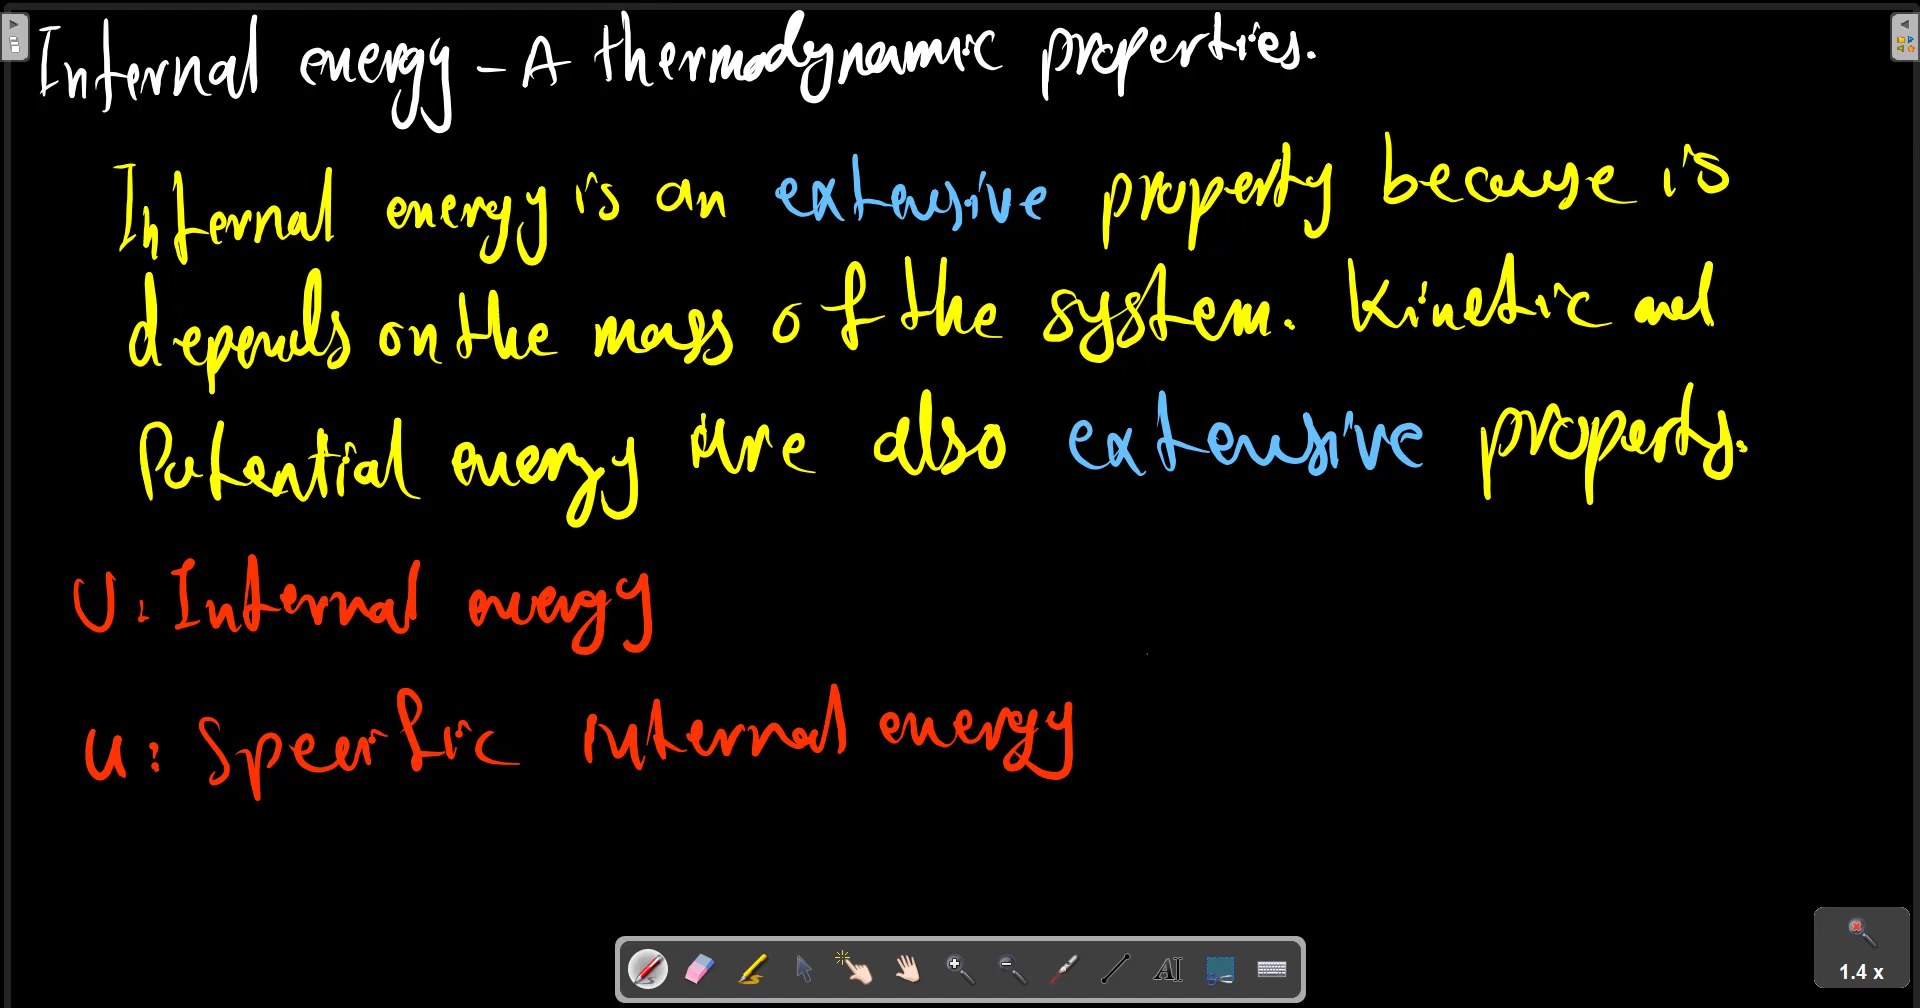 Internal energy - A thermodynamic properties.
Internal energy is an extensive property because is
depends on the mass of the system. Kinetic and
Potential energy are also extensive property.
U: Internal energy
u: Specific internal energy
AI
1.4 x